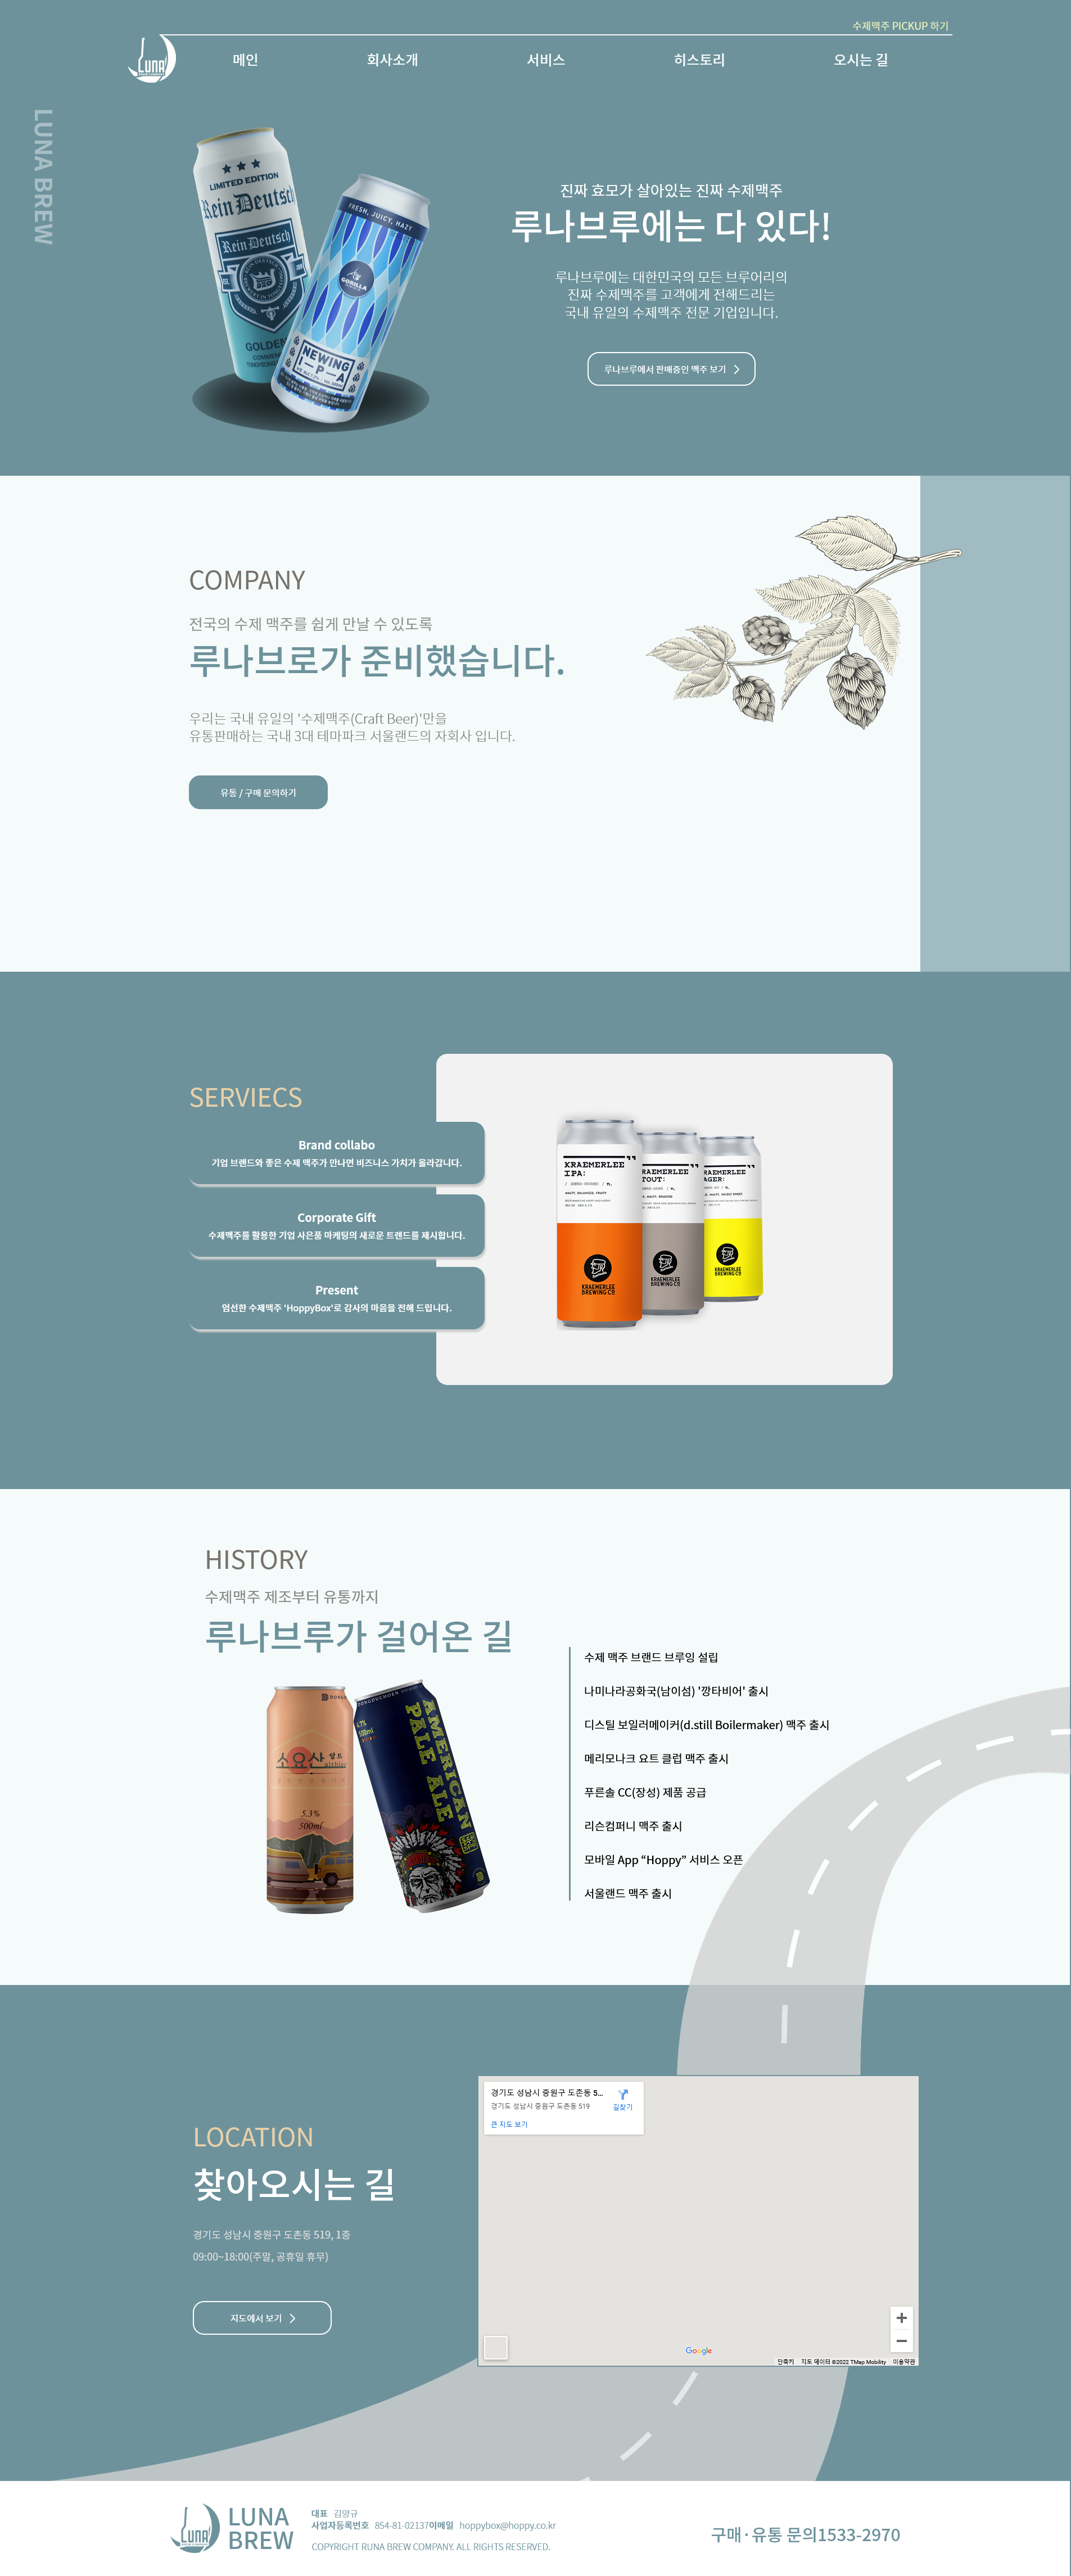 수제맥주 PICKUP 하기
LUNA
메인 회사소개 서비스 히스토리 오시는 길
LUNA BREW
LIMITED EDITION
Rein Deutsch
Rein Deutsch
GOLDEN
FRESH, JUICY, HAZY
GORILLA
NEWING
I-P-A
진짜 효모가 살아있는 진짜 수제맥주
루나브루에는 다 있다!
루나브루에는 대한민국의 모든 브루어리의
진짜 수제맥주를 고객에게 전해드리는
국내 유일의 수제맥주 전문 기업입니다.
루나브루에서 판매중인 맥주 보기
COMPANY
전국의 수제 맥주를 쉽게 만날 수 있도록
루나브로가 준비했습니다.
우리는 국내 유일의 '수제맥주(Craft Beer)'만을
유통판매하는 국내 3대 테마파크 서울랜드의 자회사 입니다.
유통 / 구매 문의하기
SERVIECS
Brand collabo
기업 브랜드와 좋은 수제 맥주가 만나면 비즈니스 가치가 올라갑니다.
Corporate Gift
수제맥주를 활용한 기업 사은품 마케팅의 새로운 트렌드를 제시합니다.
Present
엄선한 수제맥주 'HoppyBox'로 감사의 마음을 전해 드립니다.
KRAEMERLEE
IPA:
MALTY, BALANCED, FRUITY
KRAEMERLEE
BREWING CO
RAEMERLEE
TOUT:
KRAEMERLEE
BREWING CO
RAEMERLEE
AGER:
KRAEMERLEE
BREWING CO
HISTORY
수제맥주 제조부터 유통까지
루나브루가 걸어온 길
소요산 알트
altbier
5.3%
500ml
AMERICAN
PALE ALE
수제 맥주 브랜드 브루잉 설립
나미나라공화국(남이섬) '깡타비어' 출시
디스틸 보일러메이커(d.still Boilermaker) 맥주 출시
메리모나크 요트 클럽 맥주 출시
푸른솔 CC(장성) 제품 공급
리슨컴퍼니 맥주 출시
모바일 App “Hoppy” 서비스 오픈
서울랜드 맥주 출시
LOCATION
찾아오시는 길
경기도 성남시 중원구 도촌동 519, 1층
09:00~18:00(주말, 공휴일 휴무)
지도에서 보기
경기도 성남시 중원구 도촌동 5...
경기도 성남시 중원구 도촌동 519
길찾기
큰 지도 보기
Google
단축키 지도 데이터 ©2022 TMap Mobility 이용약관
LUNA
LUNA
BREW
대표 김망규
사업자등록번호 854-81-02137이메일 hoppybox@hoppy.co.kr
COPYRIGHT RUNA BREW COMPANY. ALL RIGHTS RESERVED.
구매·유통 문의1533-2970